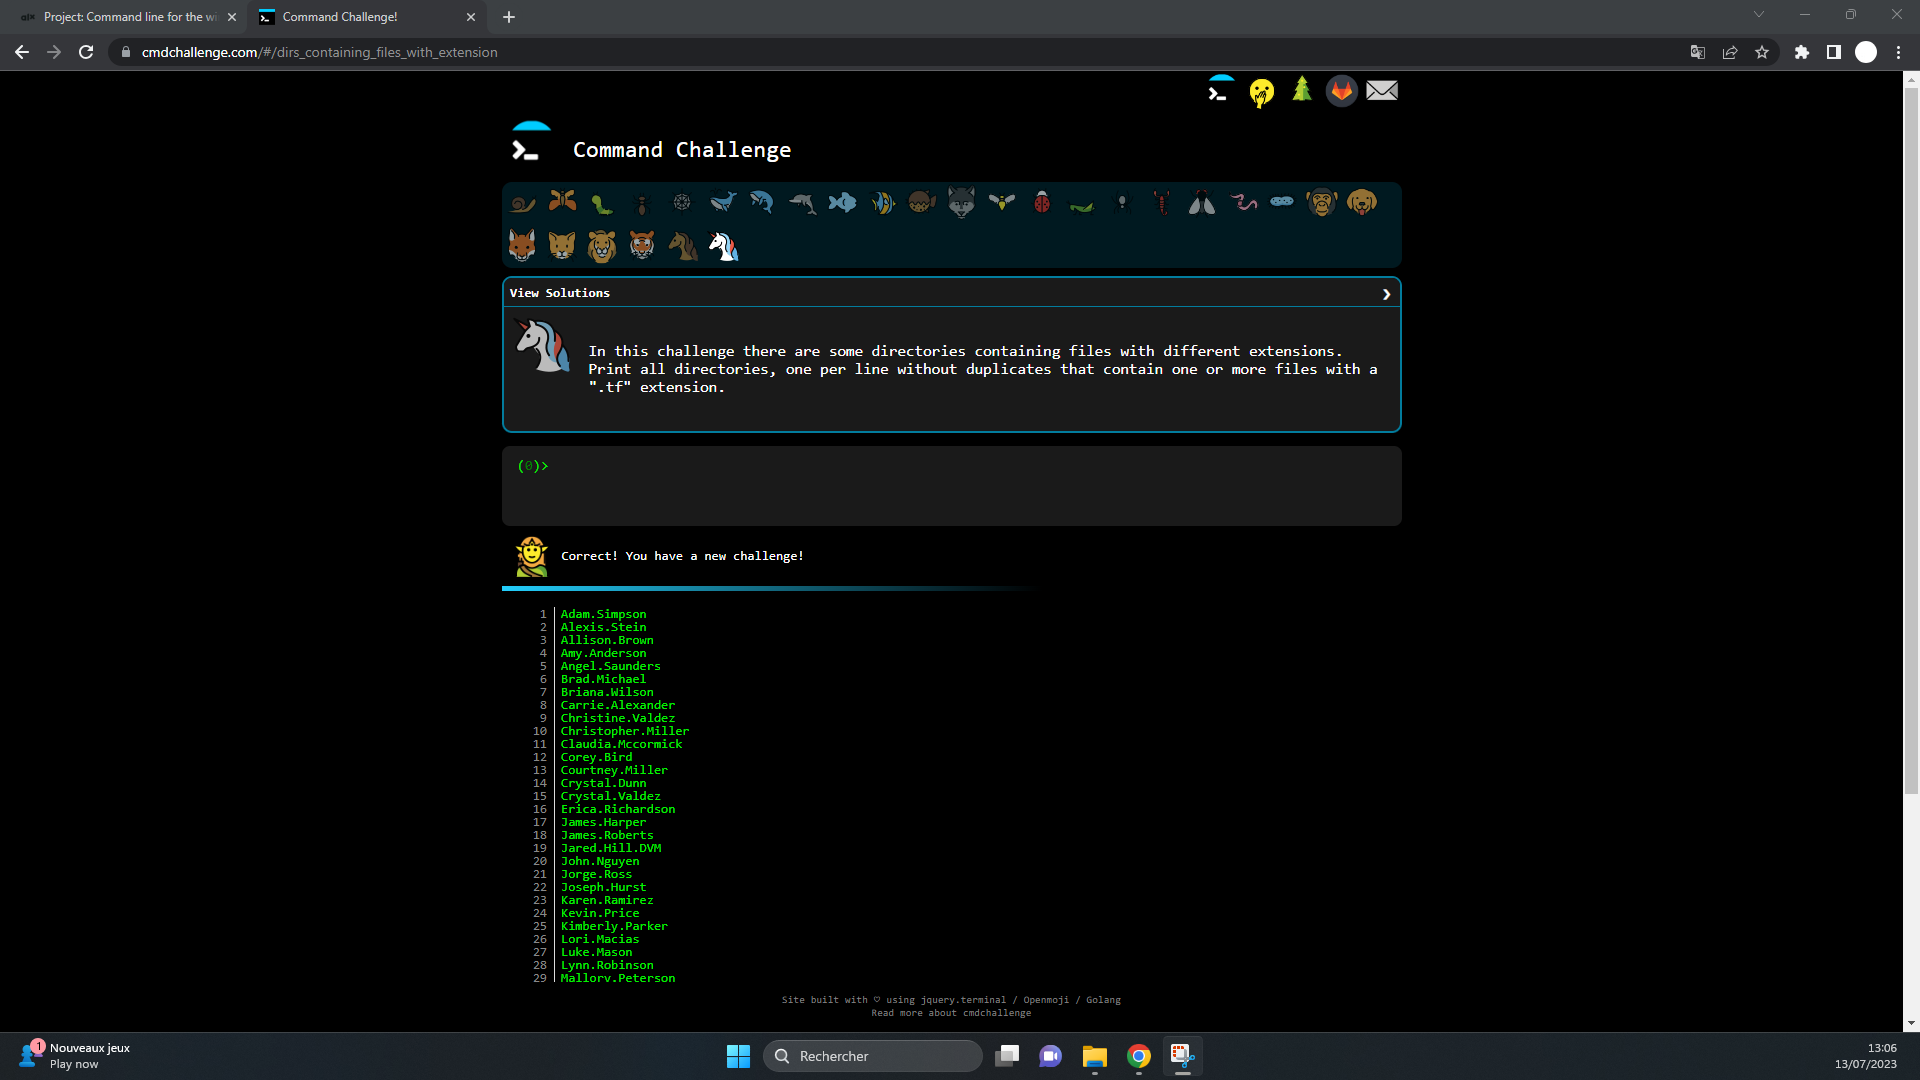 Project: Command line for the wi
Command Challenge!
cmdchallenge.com/#/dirs_containing_files_with_extension
Command Challenge
View Solutions
In this challenge there are some directories containing files with different extensions.
Print all directories, one per line without duplicates that contain one or more files with a
".tf" extension.
(0)>
Correct! You have a new challenge!
1 Adam.Simpson
2 Alexis.Stein
3 Allison.Brown
4 Amy.Anderson
5 Angel.Saunders
6 Brad.Michael
7 Briana.Wilson
8 Carrie.Alexander
9 Christine.Valdez
10 Christopher.Miller
11 Claudia.Mccormick
12 Corey.Bird
13 Courtney.Miller
14 Crystal.Dunn
15 Crystal.Valdez
16 Erica.Richardson
17 James.Harper
18 James.Roberts
19 Jared.Hill.DVM
20 John.Nguyen
21 Jorge.Ross
22 Joseph.Hurst
23 Karen.Ramirez
24 Kevin.Price
25 Kimberly.Parker
26 Lori.Macias
27 Luke.Mason
28 Lynn.Robinson
29 Mallory.Peterson
Site built with ♡ using jquery.terminal / Openmoji / Golang
Read more about cmdchallenge
1
Nouveaux jeux
Play now
Rechercher
13:06
13/07/2023